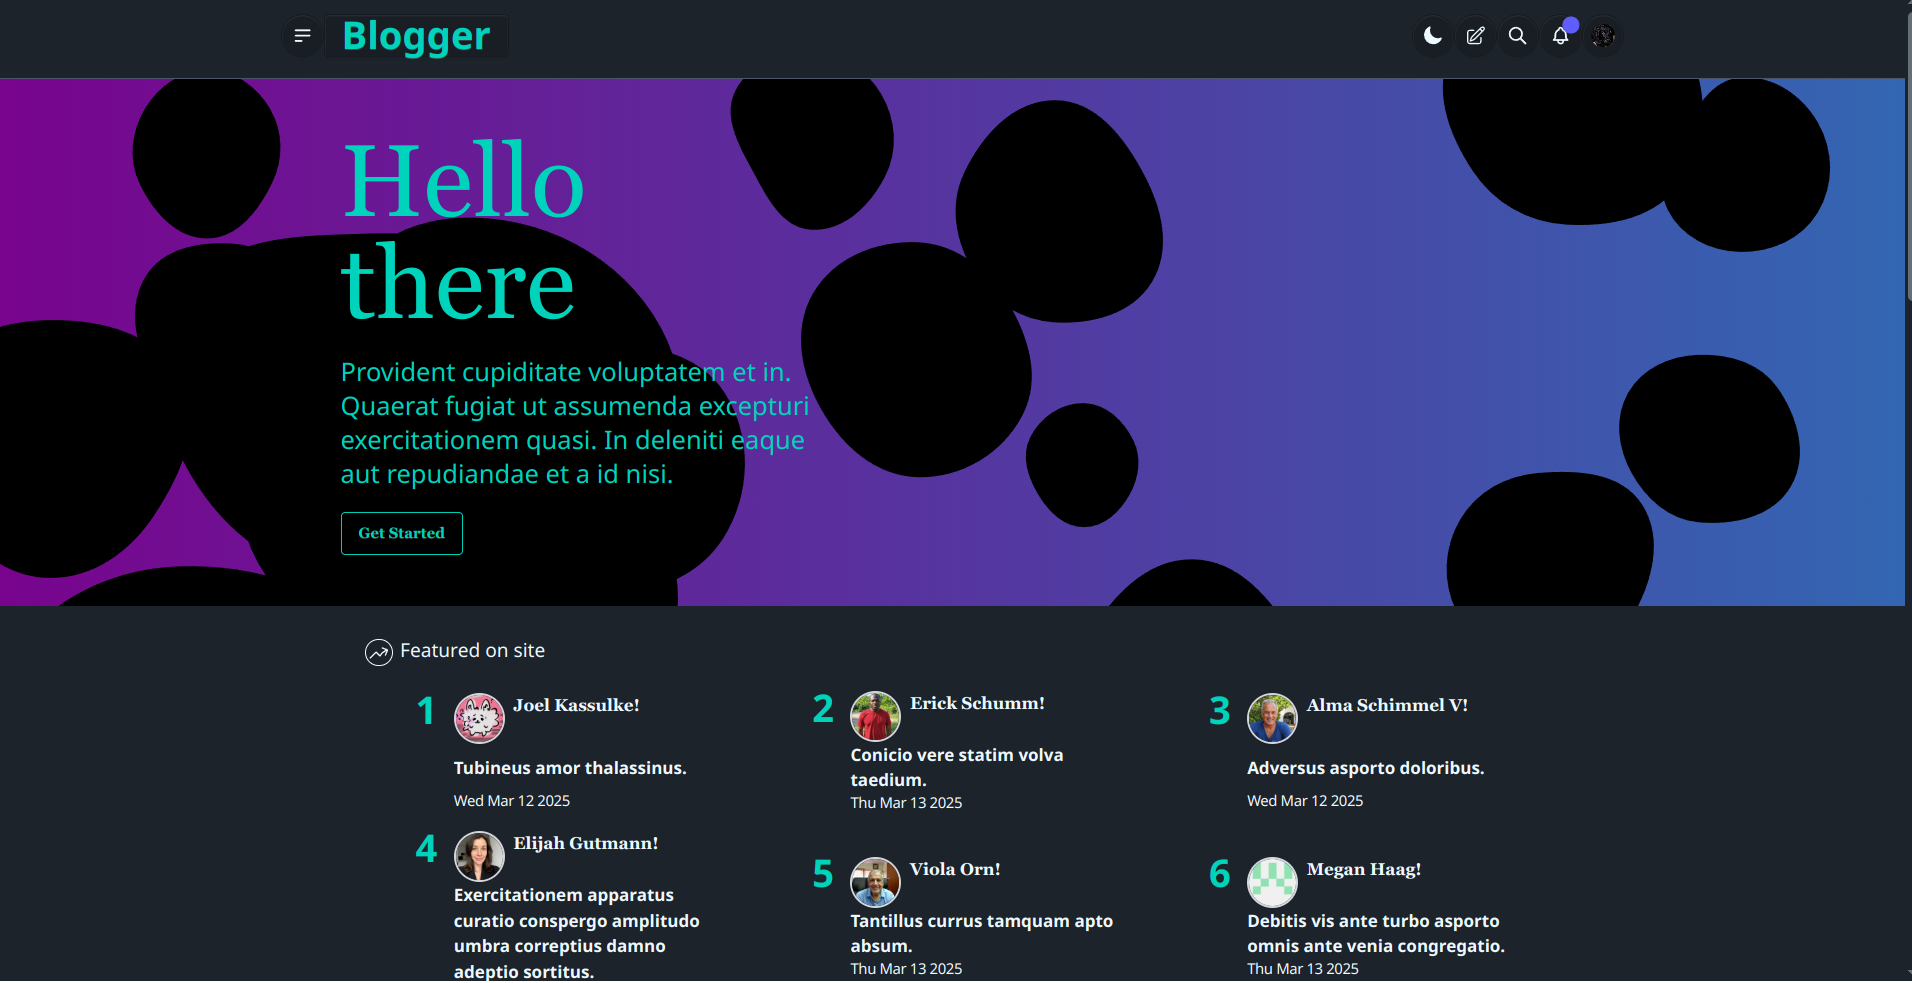 Blogger
Hello
there
Provident cupiditate voluptatem et in.
Quaerat fugiat ut assumenda excepturi
exercitationem quasi. In deleniti eaque
aut repudiandae et a id nisi.
Get Started
Featured on site
1 Joel Kassulke!
Tubineus amor thalassinus.
Wed Mar 12 2025
2 Erick Schumm!
Conicio vere statim volva
taedium.
Thu Mar 13 2025
3 Alma Schimmel V!
Adversus asporto doloribus.
Wed Mar 12 2025
4 Elijah Gutmann!
Exercitationem apparatus
curatio conspergo amplitudo
umbra correptius damno
adeptio sortitus.
5 Viola Orn!
Tantillus currus tamquam apto
absum.
Thu Mar 13 2025
6 Megan Haag!
Debitis vis ante turbo asporto
omnis ante venia congregatio.
Thu Mar 13 2025